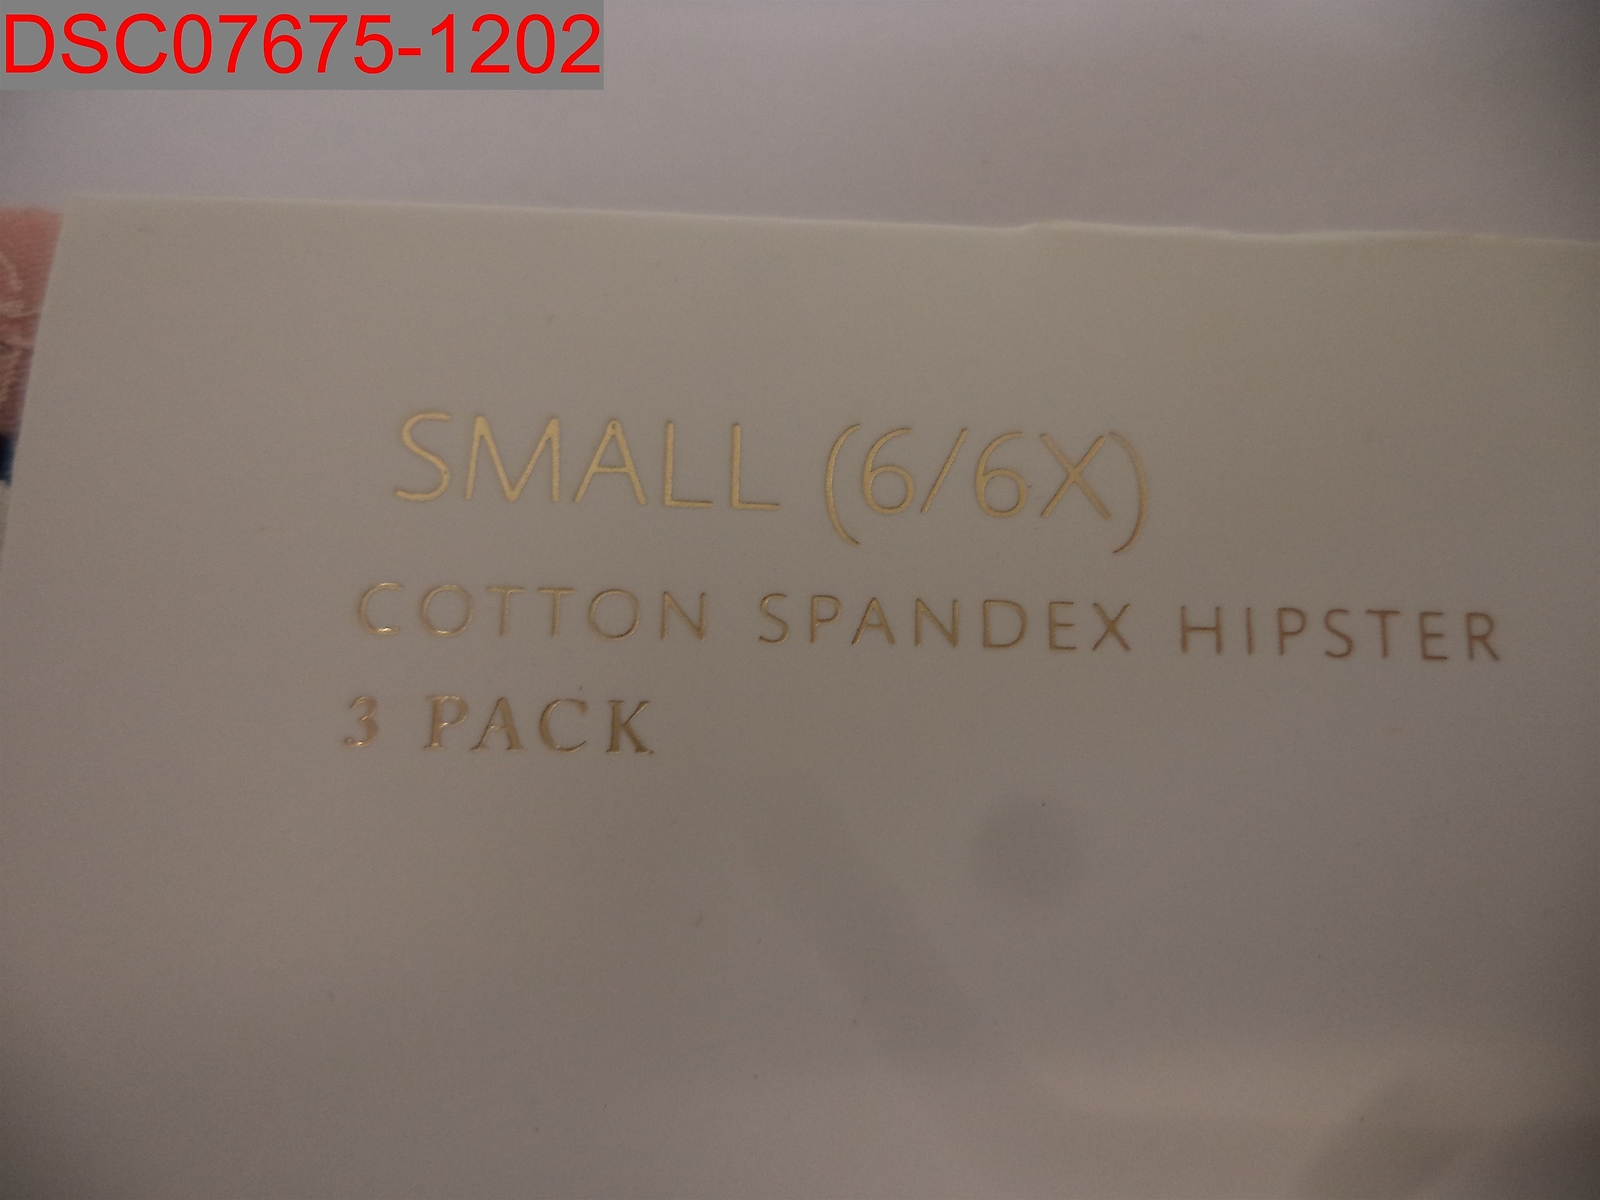 DSC07675-1202
SMALL (6/6X)
COTTON SPANDEX HIPSTER
3 PACK